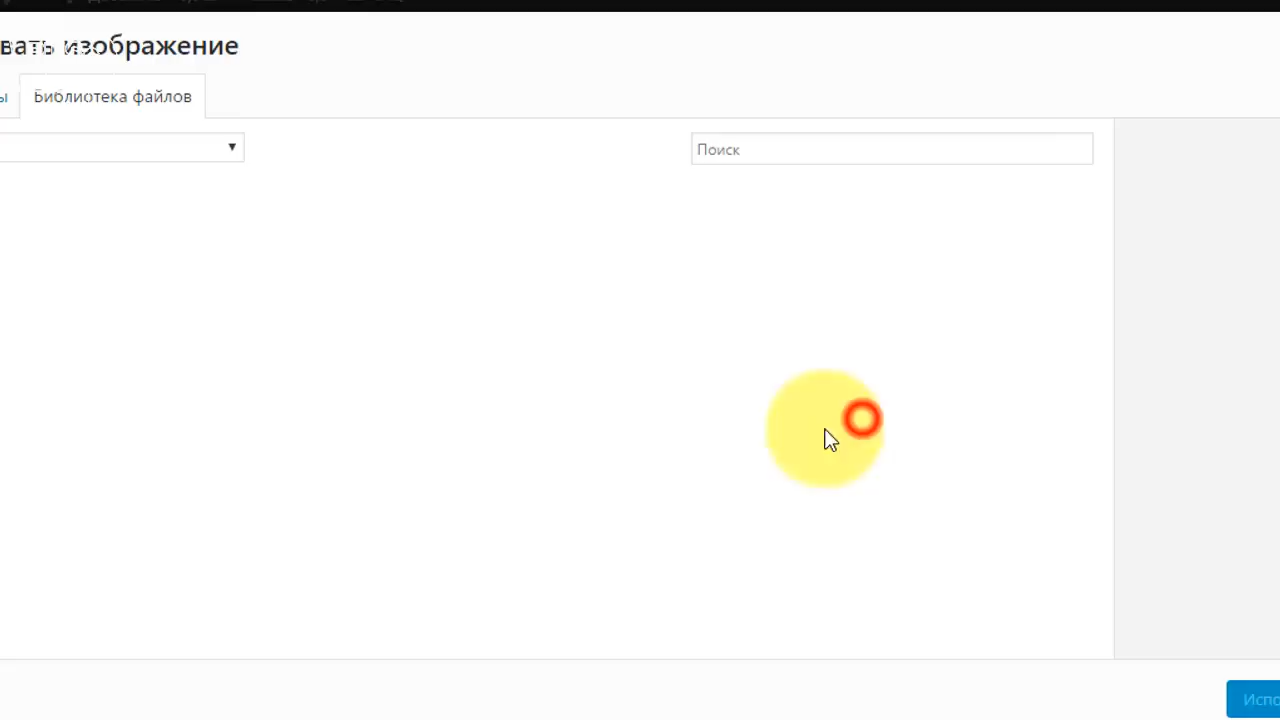 вать изображение
ы
Библиотека файлов
Поиск
Испо